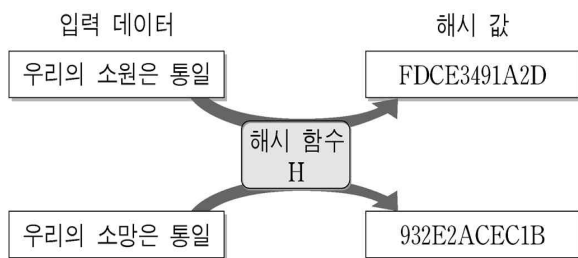 입력 데이터
해시 값
우리의 소원은 통일
FDCE3491A2D
해시 함수
H
우리의 소망은 통일
932E2ACEC1B